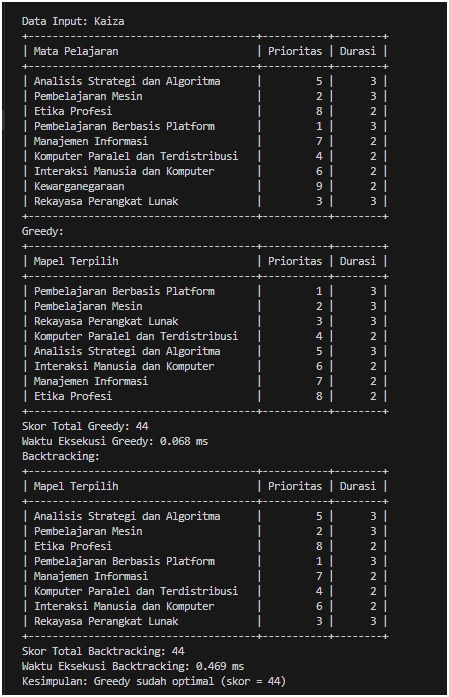 Data Input: Kaiza
+-----------------------------------+-----------+--------+
| Mata Pelajaran                    | Prioritas | Durasi |
+-----------------------------------+-----------+--------+
| Analisis Strategi dan Algoritma   |         5 |      3 |
| Pembelajaran Mesin                |         2 |      3 |
| Etika Profesi                     |         8 |      2 |
| Pembelajaran Berbasis Platform    |         1 |      3 |
| Manajemen Informasi               |         7 |      2 |
| Komputer Paralel dan Terdistribusi |         4 |      2 |
| Interaksi Manusia dan Komputer    |         6 |      2 |
| Kewarganegaraan                   |         9 |      2 |
| Rekayasa Perangkat Lunak          |         3 |      3 |
+-----------------------------------+-----------+--------+
Greedy:
+-----------------------------------+-----------+--------+
| Mapel Terpilih                    | Prioritas | Durasi |
+-----------------------------------+-----------+--------+
| Pembelajaran Berbasis Platform    |         1 |      3 |
| Pembelajaran Mesin                |         2 |      3 |
| Rekayasa Perangkat Lunak          |         3 |      3 |
| Komputer Paralel dan Terdistribusi |         4 |      2 |
| Analisis Strategi dan Algoritma   |         5 |      3 |
| Interaksi Manusia dan Komputer    |         6 |      2 |
| Manajemen Informasi               |         7 |      2 |
| Etika Profesi                     |         8 |      2 |
+-----------------------------------+-----------+--------+
Skor Total Greedy: 44
Waktu Eksekusi Greedy: 0.068 ms
Backtracking:
+-----------------------------------+-----------+--------+
| Mapel Terpilih                    | Prioritas | Durasi |
+-----------------------------------+-----------+--------+
| Analisis Strategi dan Algoritma   |         5 |      3 |
| Pembelajaran Mesin                |         2 |      3 |
| Etika Profesi                     |         8 |      2 |
| Pembelajaran Berbasis Platform    |         1 |      3 |
| Manajemen Informasi               |         7 |      2 |
| Komputer Paralel dan Terdistribusi |         4 |      2 |
| Interaksi Manusia dan Komputer    |         6 |      2 |
| Rekayasa Perangkat Lunak          |         3 |      3 |
+-----------------------------------+-----------+--------+
Skor Total Backtracking: 44
Waktu Eksekusi Backtracking: 0.469 ms
Kesimpulan: Greedy sudah optimal (skor = 44)